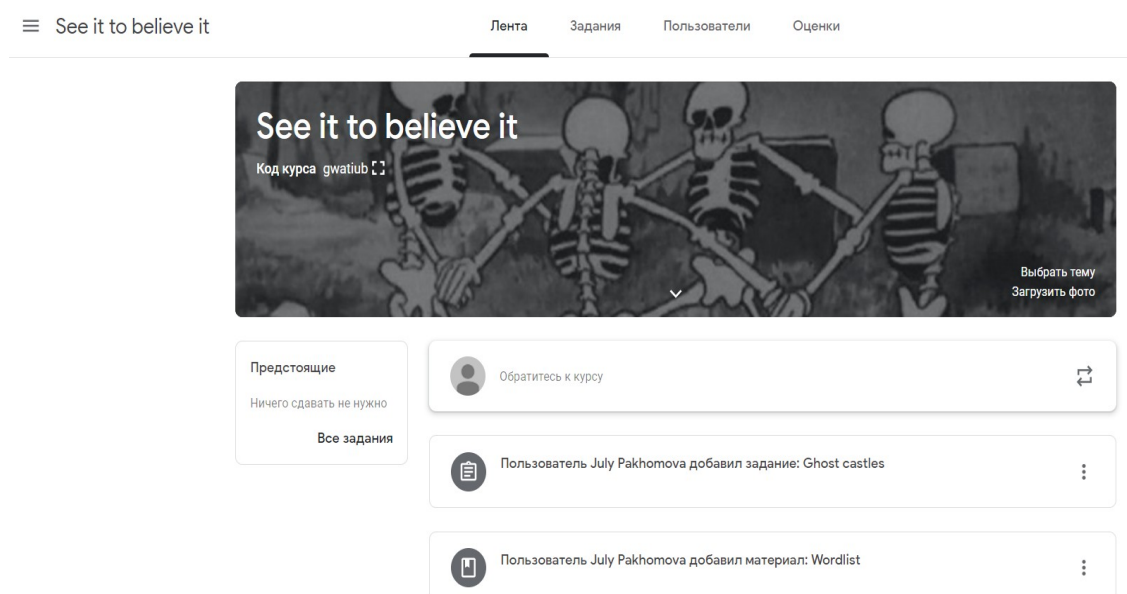 See it to believe it
Лента Задания Пользователи Оценки
See it to believe it
Код курса gwatiub
Выбрать тему
Загрузить фото
Предстоящие
Ничего сдавать не нужно
Все задания
Обратитесь к курсу
Пользователь July Pakhomova добавил задание: Ghost castles
Пользователь July Pakhomova добавил материал: Wordlist